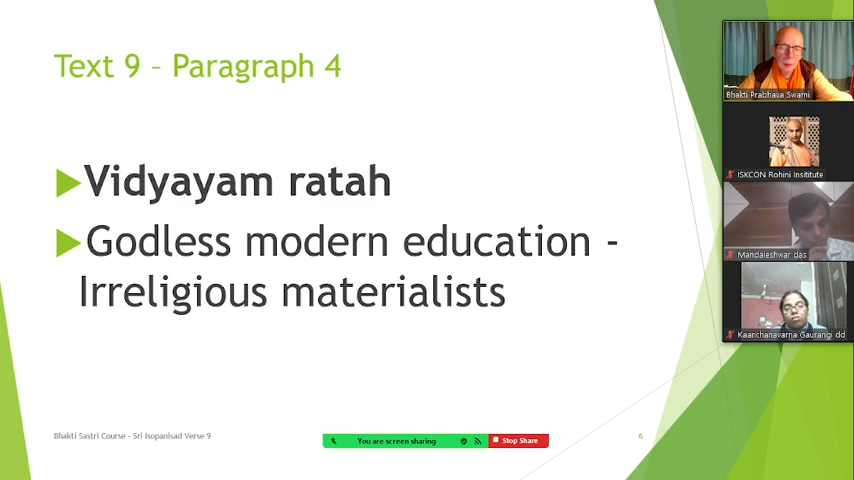 Text 9 – Paragraph 4
Vidyayam ratah
Godless modern education -
Irreligious materialists
Bhakti Sastri Course - Sri Isopanisad Verse 9
You are screen sharing
Stop Share
6
Bhakti Prabhava Swami
ISKCON Rohini Insititute
Mandaleshwar das
Kaanchanavarna Gaurangi dd